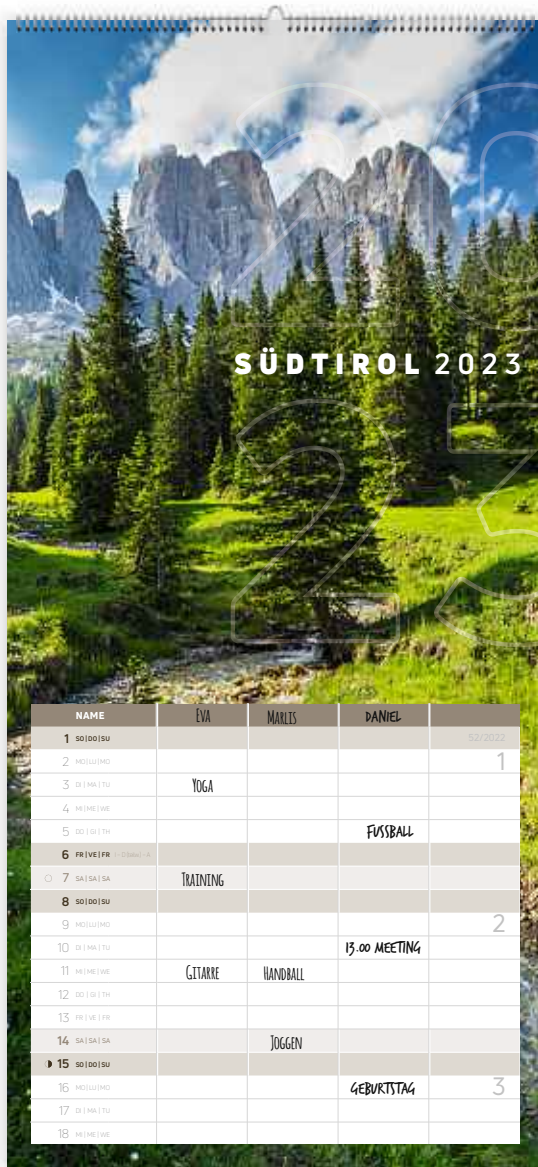 SÜDTIROL 2023
NAME EVA MARLIS DANIEL
1 SO|DO|SU 52/2022
2 MO|LU|MO 1
3 DI|MA|TU YOGA
4 MI|ME|WE
5 DO|GI|TH FUSSBALL
6 FR|VE|FR
7 SA|SA|SA TRAINING
8 SO|DO|SU
9 MO|LU|MO 2
10 DI|MA|TU 13.00 MEETING
11 MI|ME|WE GITARRE HANDBALL
12 DO|GI|TH
13 FR|VE|FR
14 SA|SA|SA JOGGEN
15 SO|DO|SU
16 MO|LU|MO GEBURTSTAG 3
17 DI|MA|TU
18 MI|ME|WE